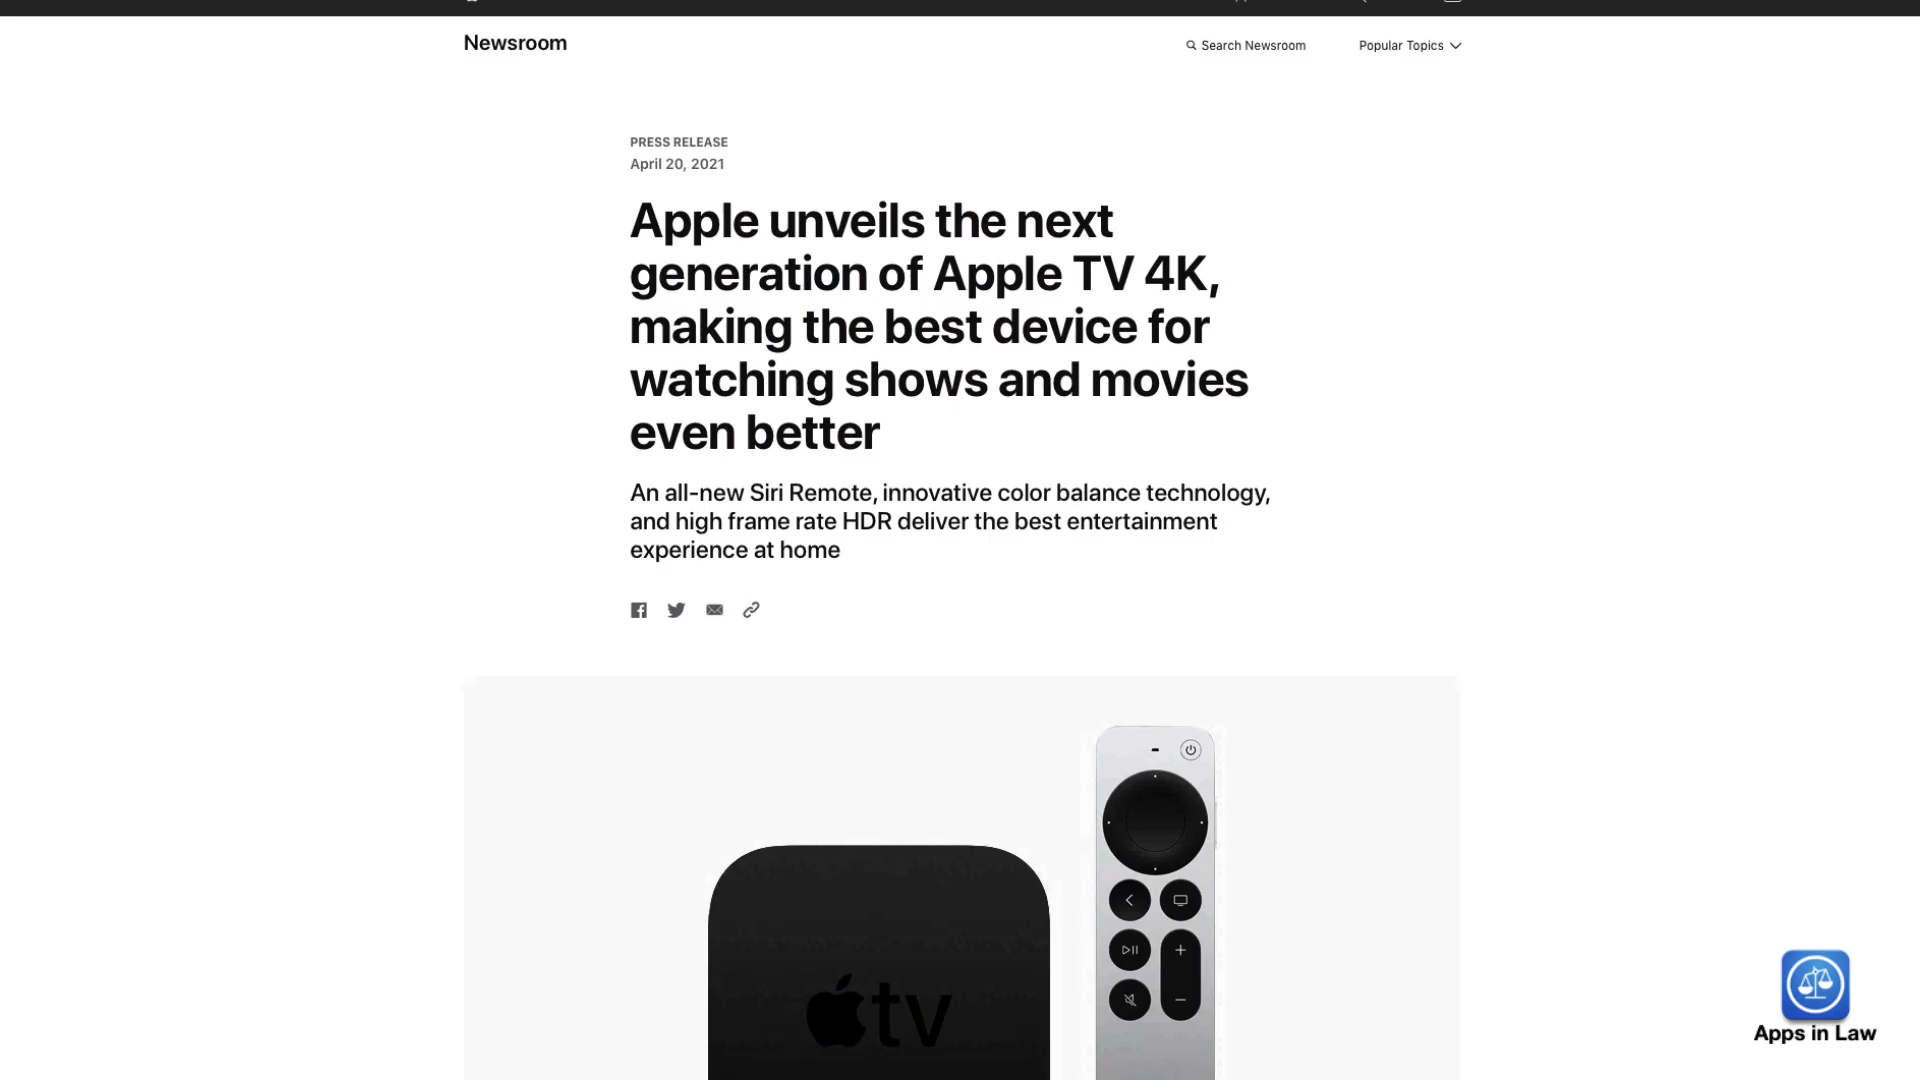 Newsroom
Search Newsroom
Popular Topics
PRESS RELEASE
April 20, 2021
Apple unveils the next
generation of Apple TV 4K,
making the best device for
watching shows and movies
even better
An all-new Siri Remote, innovative color balance technology,
and high frame rate HDR deliver the best entertainment
experience at home
tv
Apps in Law